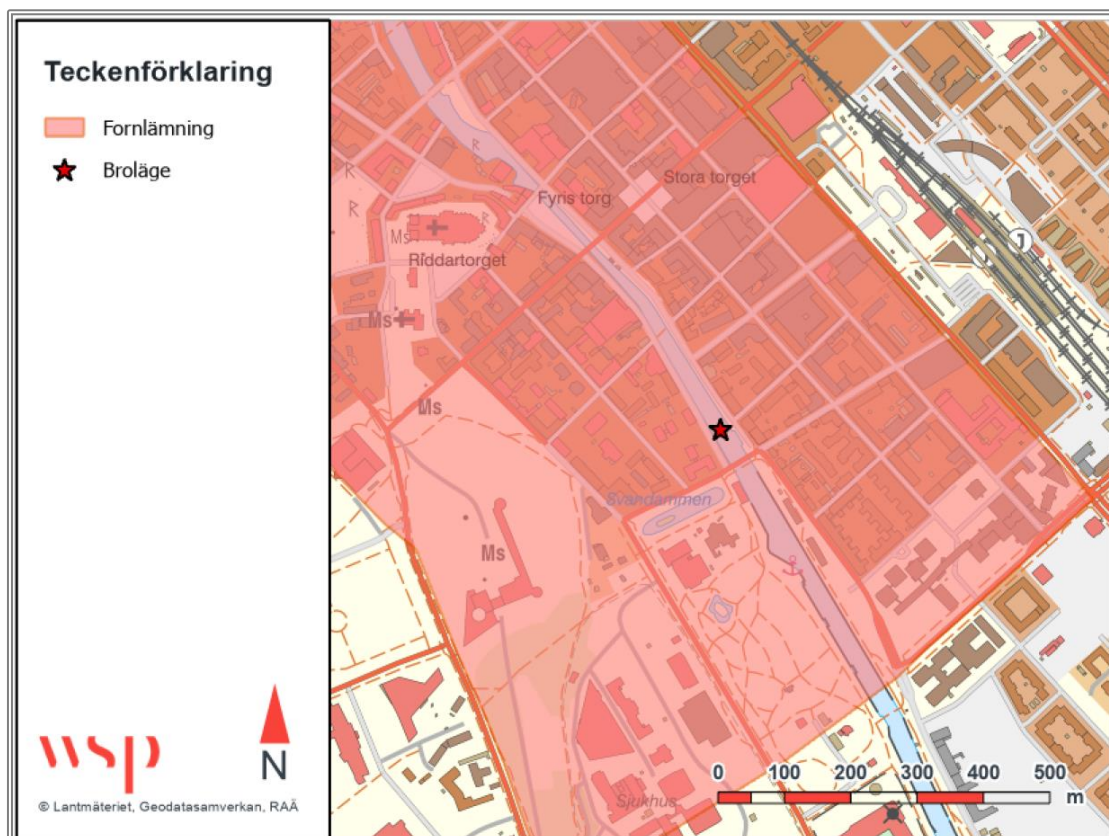 Teckenförklaring
Fornlämning
Broläge
wsp
N
© Lantmäteriet, Geodatasamverkan, RAÄ
Stora torget
Fyris torg
R
R
R
R
Ms
Riddartorget
Ms
Ms
Svandammen
Ms
Sjukhus
0 100 200 300 400 500
m